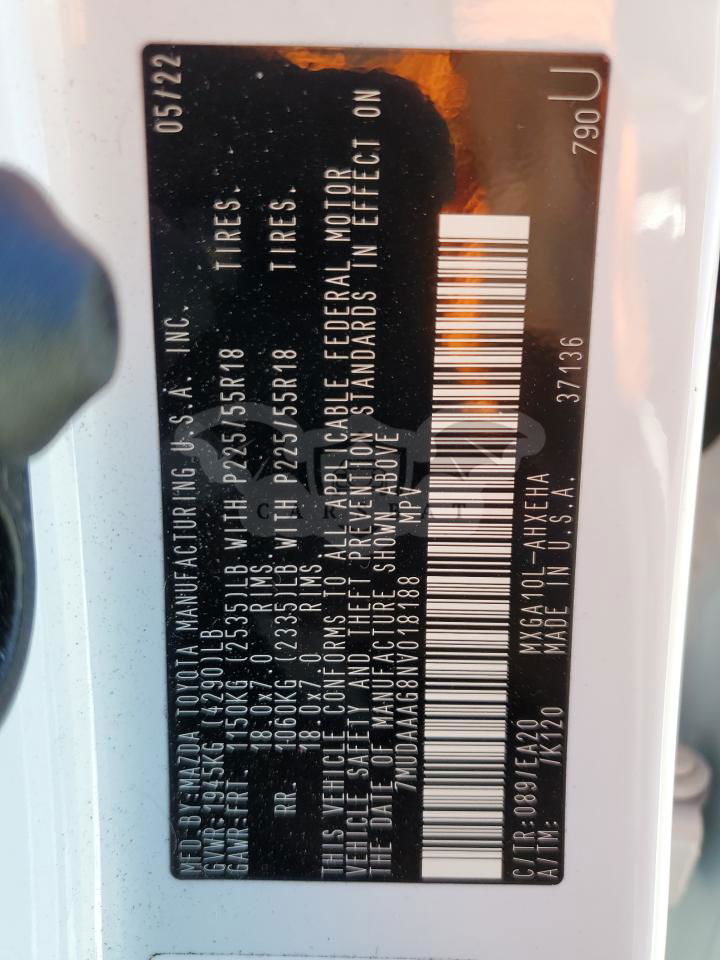 MFD BY:MAZDA TOYOTA MANUFACTURING U.S.A. INC. 05/22
GVWR:1945KG (4290)LB
GAWR:FRT. 1150KG (2535)LB WITH P225/55R18 TIRES.
18.0x7.0 RIMS
RR. 1060KG (2335)LB WITH P225/55R18 TIRES.
18.0x7.0 RIMS
THIS VEHICLE CONFORMS TO ALL APPLICABLE FEDERAL MOTOR
VEHICLE SAFETY AND THEFT PREVENTION STANDARDS IN EFFECT ON
THE DATE OF MANUFACTURE SHOWN ABOVE
7MUDAAAG8NV018188 MPV
C/TR:089/EA20 MXGA10L-AHXEHA 37136 790U
A/TM: /K120 MADE IN U.S.A.